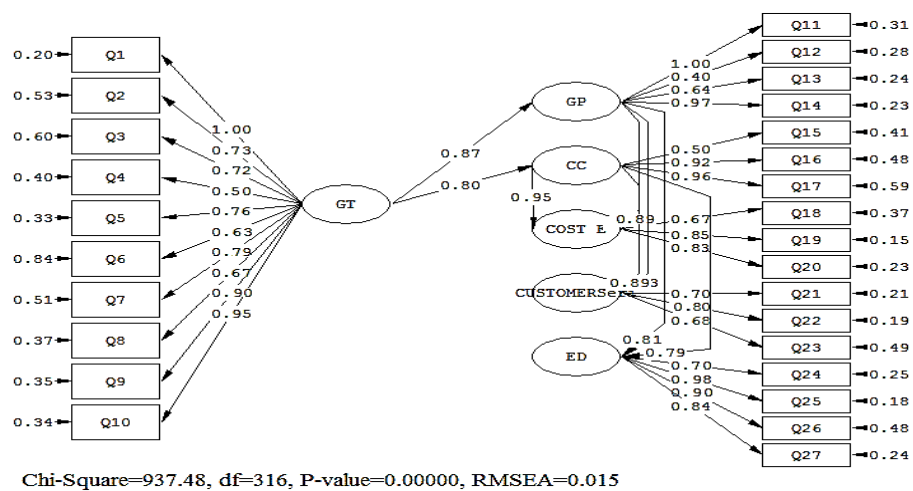 0.20 Q1
0.53 Q2
0.60 Q3
0.40 Q4
0.33 Q5
0.84 Q6
0.51 Q7
0.37 Q8
0.35 Q9
0.34 Q10
1.00
0.73
0.72
0.50
0.76
0.63
0.79
0.67
0.90
0.95
GT
0.87
0.80
GP
CC
0.95
COST E
CUSTOMERSera
ED
1.00
0.40
0.64
0.97
0.50
0.92
0.96
0.89
0.67
0.85
0.83
0.893
0.70
0.80
0.68
0.81
0.79
0.70
0.98
0.90
0.84
Q11 0.31
Q12 0.28
Q13 0.24
Q14 0.23
Q15 0.41
Q16 0.48
Q17 0.59
Q18 0.37
Q19 0.15
Q20 0.23
Q21 0.21
Q22 0.19
Q23 0.49
Q24 0.25
Q25 0.18
Q26 0.48
Q27 0.24
Chi-Square=937.48, df=316, P-value=0.00000, RMSEA=0.015